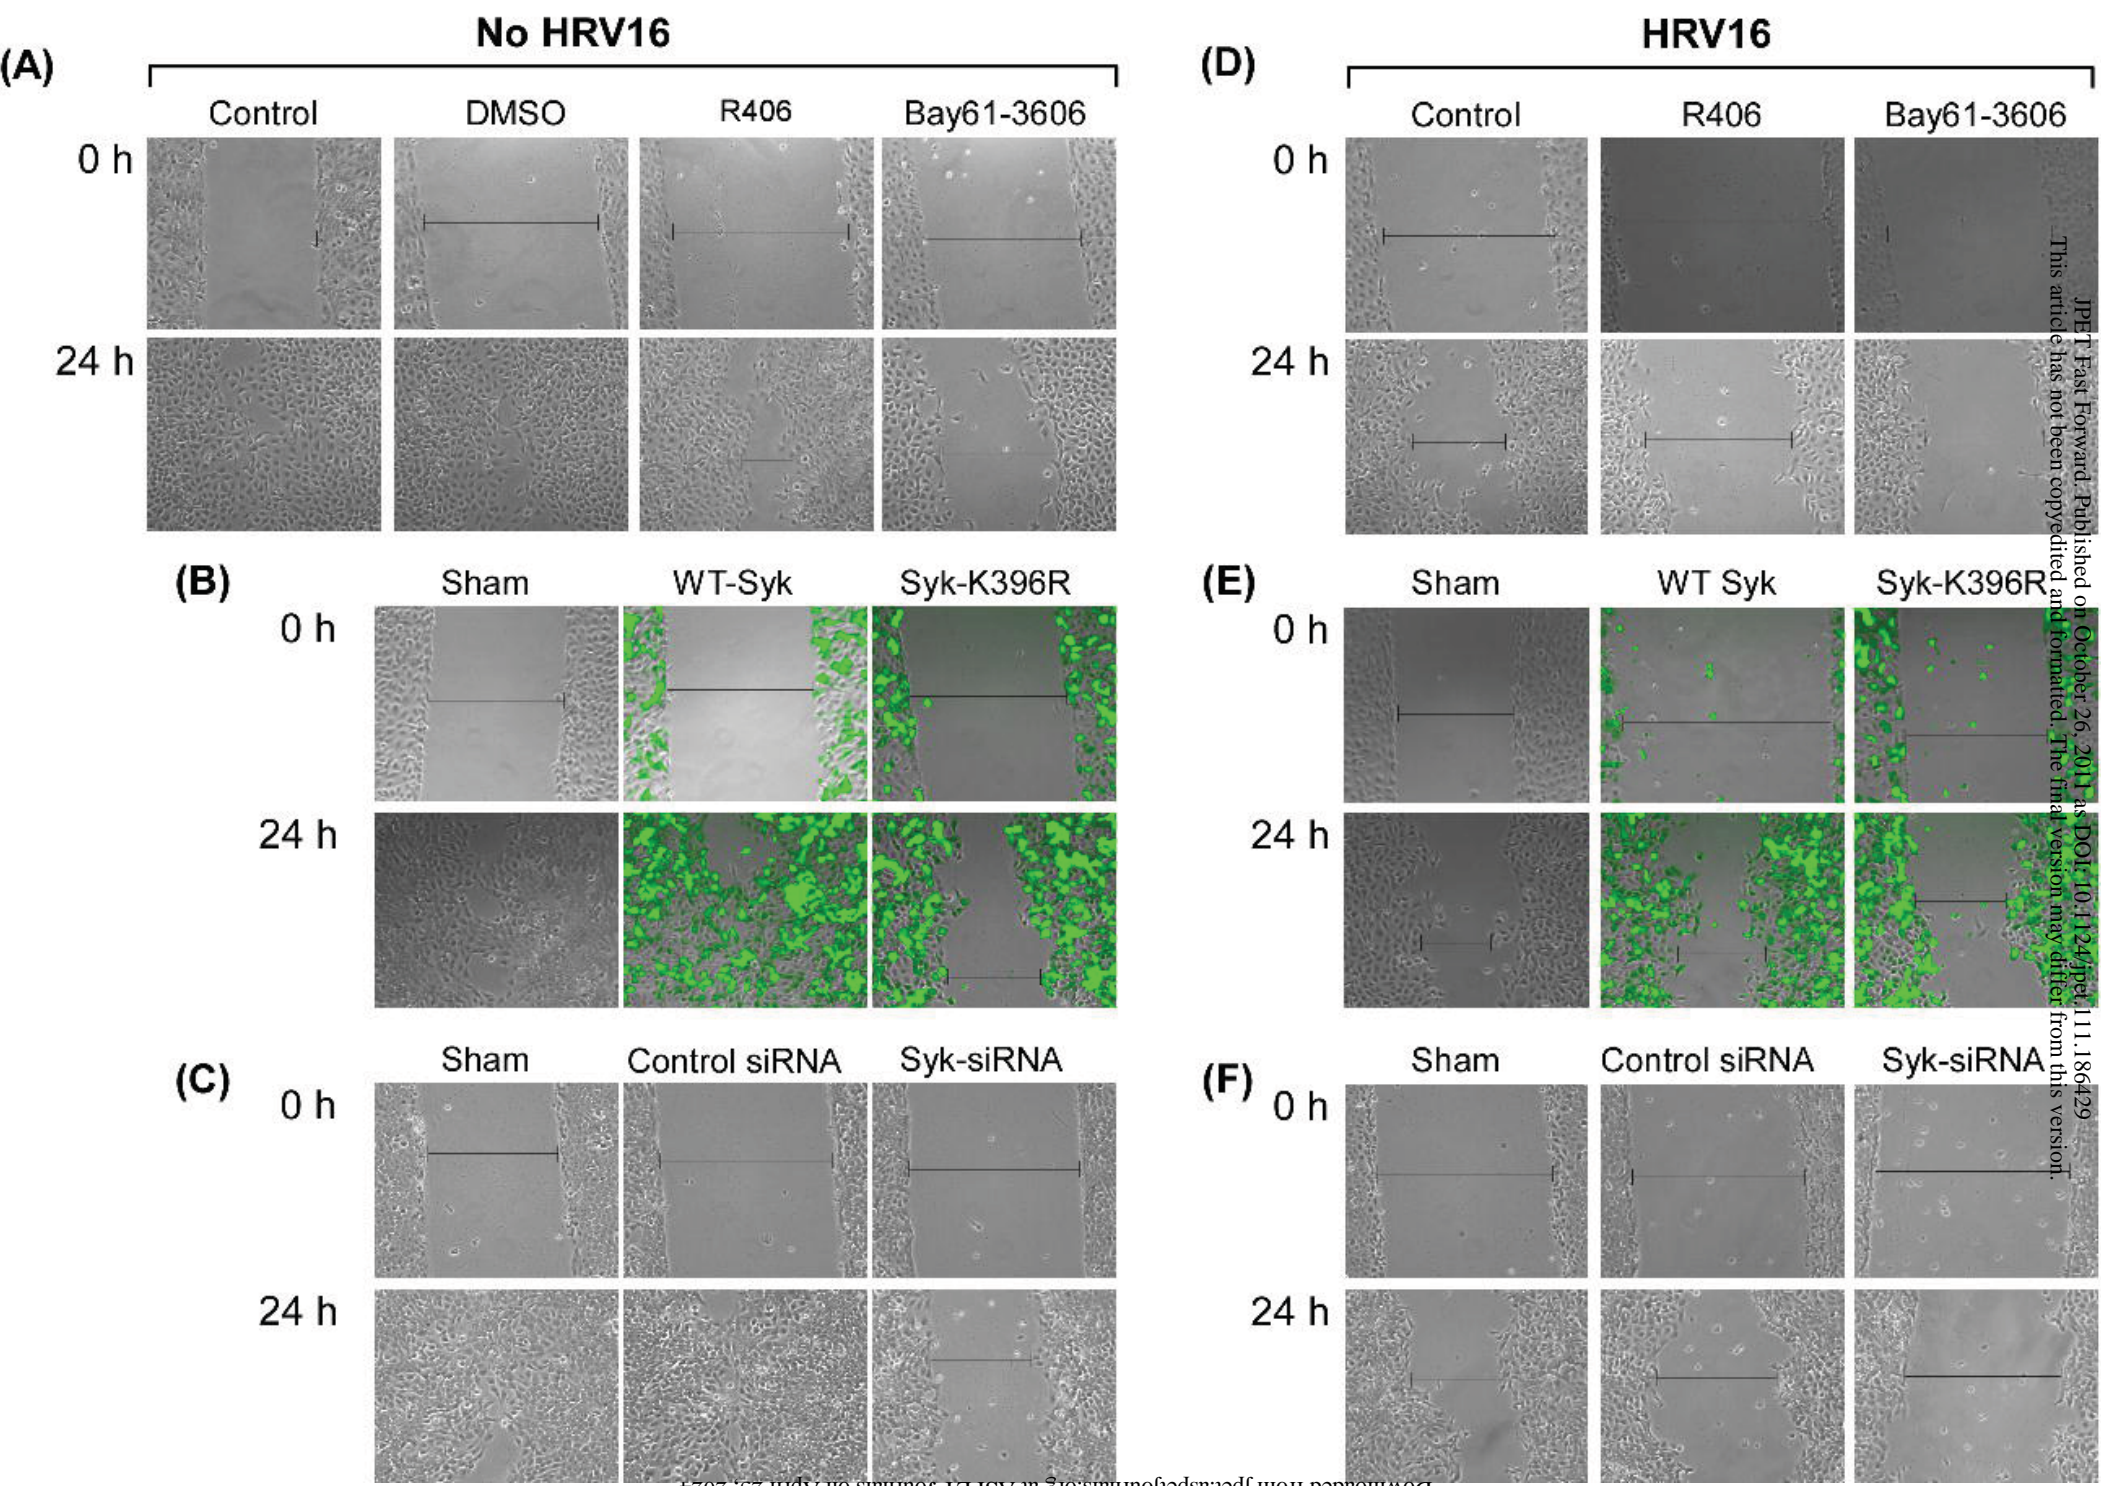 No HRV16
(A)
Control DMSO R406 Bay61-3606
0 h
24 h
(B)
Sham WT-Syk Syk-K396R
0 h
24 h
(C)
Sham Control siRNA Syk-siRNA
0 h
24 h
HRV16
(D)
Control R406 Bay61-3606
0 h
24 h
(E)
Sham WT Syk Syk-K396R
0 h
24 h
(F)
Sham Control siRNA Syk-siRNA
0 h
24 h
JPET Fast Forward. Published on October 26, 2011 as DOI: 10.1124/jpet.111.186429
This article has not been copyedited and formatted. The final version may differ from this version.